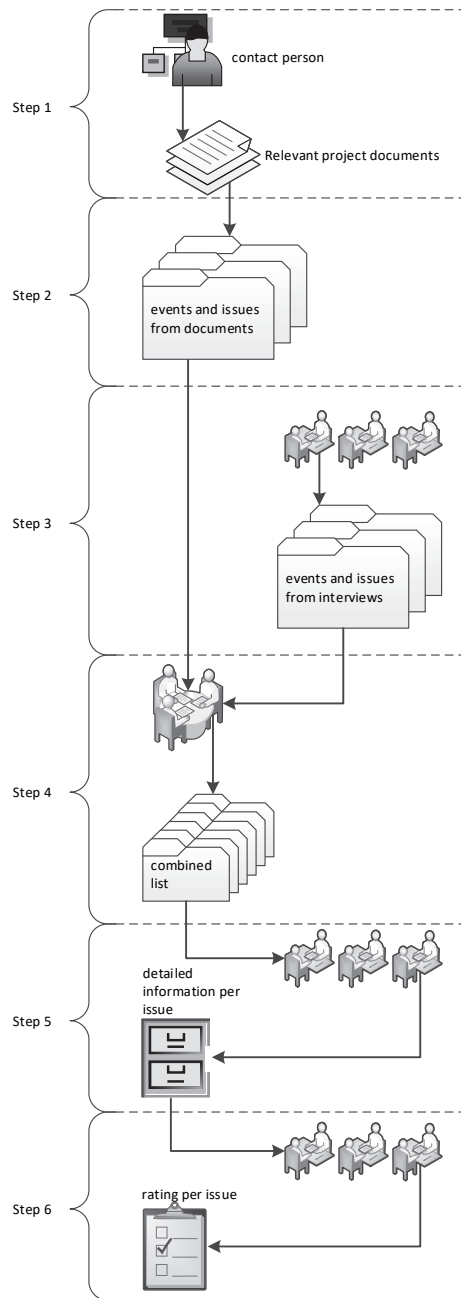 contact person
Step 1
Relevant project documents
Step 2
events and issues
from documents
Step 3
events and issues
from interviews
Step 4
combined
list
detailed
information per
issue
Step 5
rating per issue
Step 6